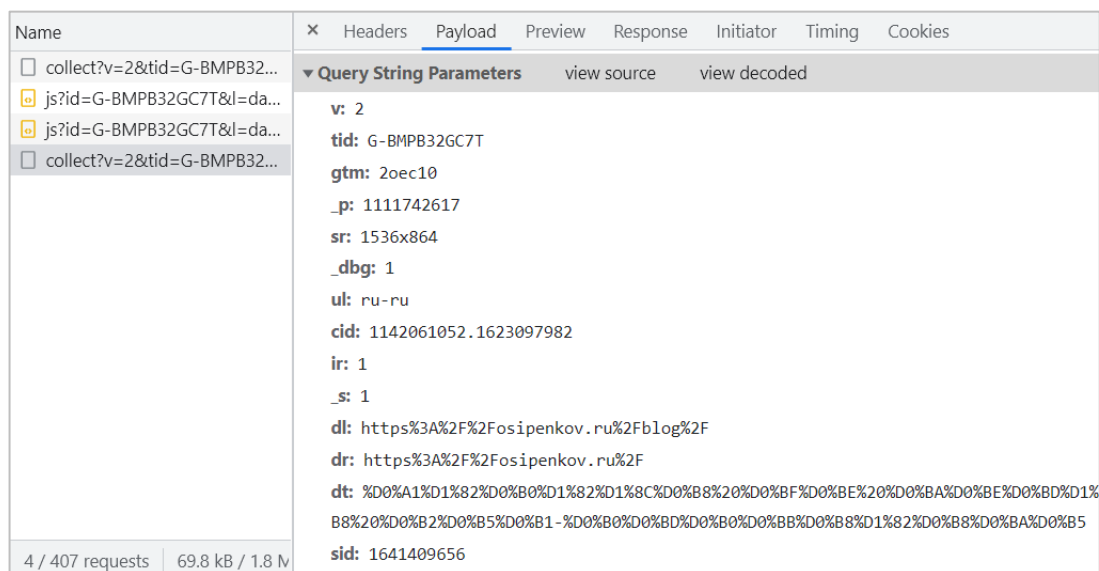 Name
collect?v=2&tid=G-BMPB32...
js?id=G-BMPB32GC7T&l=da...
js?id=G-BMPB32GC7T&l=da...
collect?v=2&tid=G-BMPB32...
4 / 407 requests 69.8 kB / 1.8 M
× Headers Payload Preview Response Initiator Timing Cookies
▼ Query String Parameters view source view decoded
v: 2
tid: G-BMPB32GC7T
gtm: 2oec10
_p: 1111742617
sr: 1536x864
_dbg: 1
ul: ru-ru
cid: 1142061052.1623097982
ir: 1
_s: 1
dl: https%3A%2F%2Fosipenkov.ru%2Fblog%2F
dr: https%3A%2F%2Fosipenkov.ru%2F
dt: %D0%A1%D1%82%D0%B0%D1%82%D1%8C%D0%B8%20%D0%BF%D0%BE%20%D0%BA%D0%BE%D0%BD%D1%
B8%20%D0%B2%D0%B5%D0%B1-%D0%B0%D0%BD%D0%B0%D0%BB%D0%B8%D1%82%D0%B8%D0%BA%D0%B5
sid: 1641409656